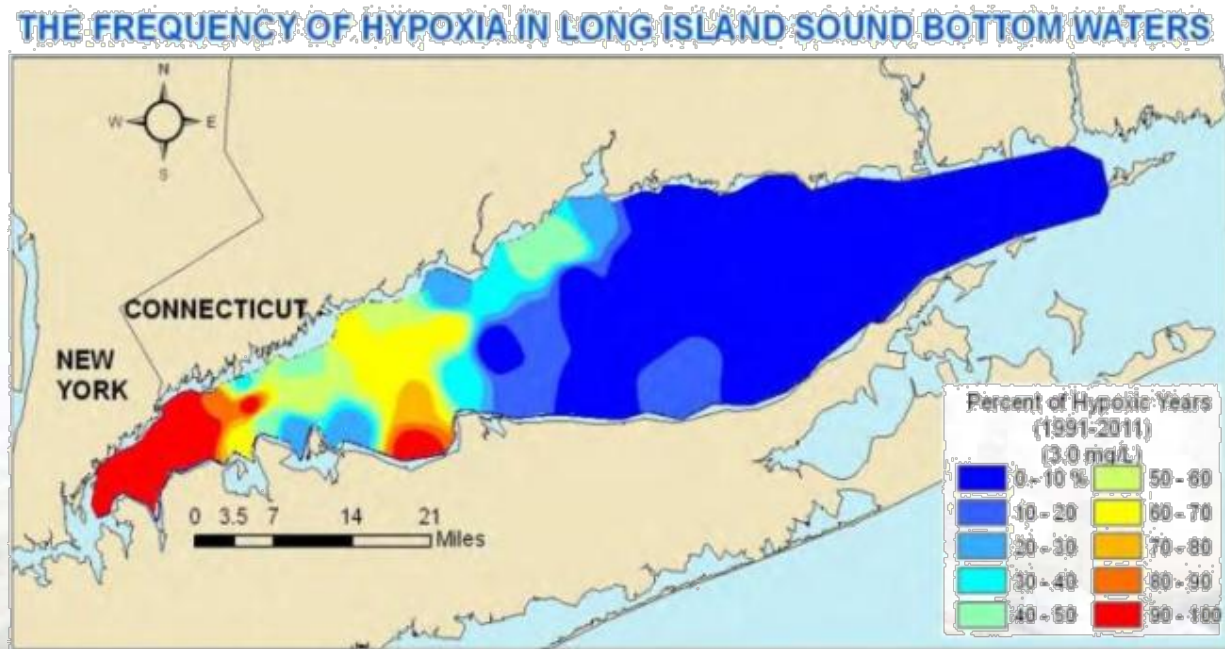 THE FREQUENCY OF HYPOXIA IN LONG ISLAND SOUND BOTTOM WATERS
N
W E
S
CONNECTICUT
NEW
YORK
0 3.5 7 14 21
Miles
Percent of Hypoxic Years
(1991-2011)
(3.0 mg/L)
0 - 10 % 50 - 60
10 - 20 60 - 70
20 - 30 70 - 80
30 - 40 80 - 90
40 - 50 90 - 100